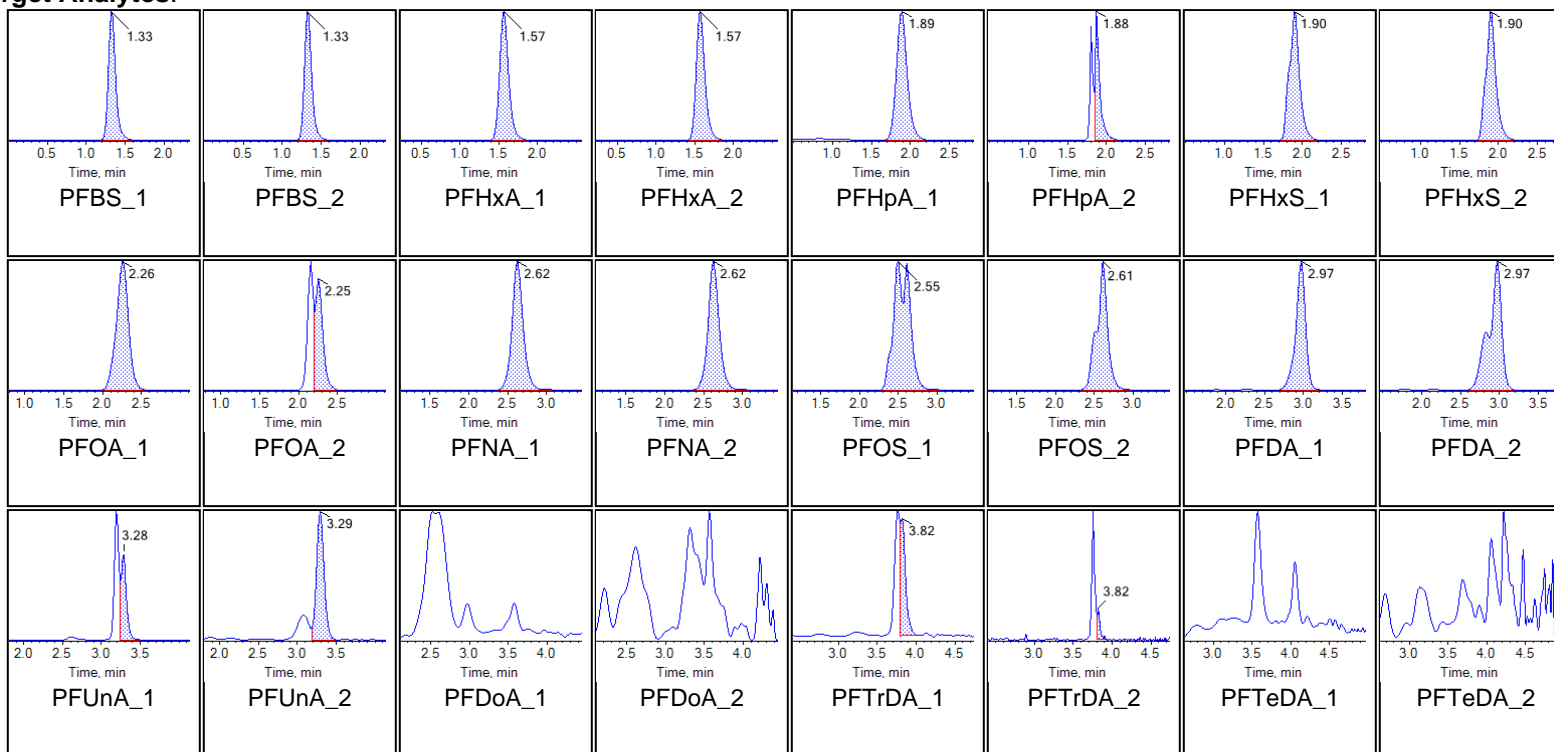 rget Analytes:
1.33 1.33 1.57 1.57 1.89 1.88 1.90 1.90
0.5 1.0 1.5 2.0 0.5 1.0 1.5 2.0 0.5 1.0 1.5 2.0 0.5 1.0 1.5 2.0 1.0 1.5 2.0 2.5 1.0 1.5 2.0 2.5 1.0 1.5 2.0 2.5 1.0 1.5 2.0 2.5
Time, min Time, min Time, min Time, min Time, min Time, min Time, min Time, min
PFBS_1 PFBS_2 PFHxA_1 PFHxA_2 PFHpA_1 PFHpA_2 PFHxS_1 PFHxS_2
2.26 2.25 2.62 2.62 2.55 2.61 2.97 2.97
1.0 1.5 2.0 2.5 1.0 1.5 2.0 2.5 1.5 2.0 2.5 3.0 1.5 2.0 2.5 3.0 1.5 2.0 2.5 3.0 1.5 2.0 2.5 3.0 2.0 2.5 3.0 3.5 2.0 2.5 3.0 3.5
Time, min Time, min Time, min Time, min Time, min Time, min Time, min Time, min
PFOA_1 PFOA_2 PFNA_1 PFNA_2 PFOS_1 PFOS_2 PFDA_1 PFDA_2
3.28 3.29 3.82 3.82
2.0 2.5 3.0 3.5 2.0 2.5 3.0 3.5 2.5 3.0 3.5 4.0 2.5 3.0 3.5 4.0 3.0 3.5 4.0 4.5 3.0 3.5 4.0 4.5 3.0 3.5 4.0 4.5 3.0 3.5 4.0 4.5
Time, min Time, min Time, min Time, min Time, min Time, min Time, min Time, min
PFUnA_1 PFUnA_2 PFDoA_1 PFDoA_2 PFTrDA_1 PFTrDA_2 PFTeDA_1 PFTeDA_2